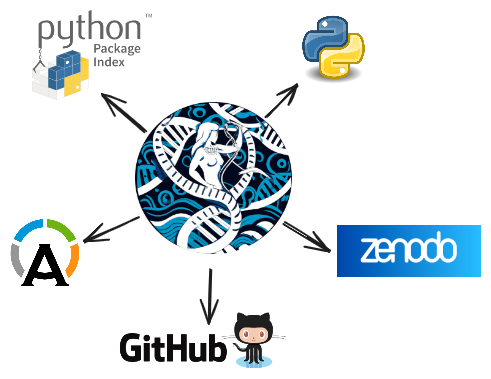 python™
Package
Index
A
zenodo
GitHub